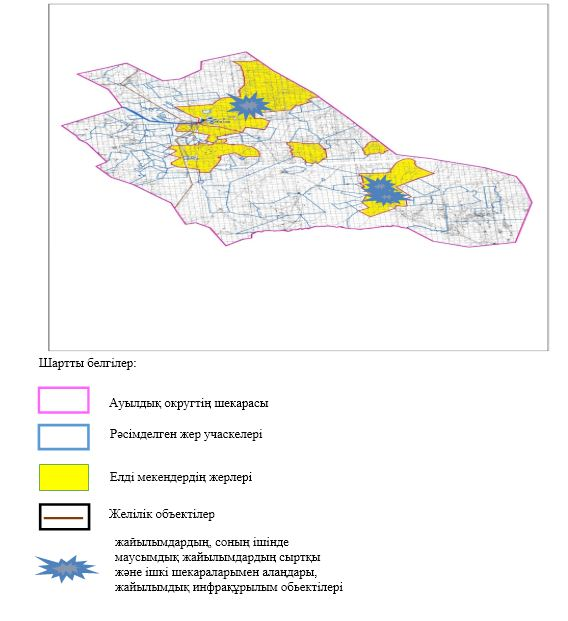 Шартты белгілер:
Ауылдық округтің шекарасы
Рәсімделген жер учаскелері
Елді мекендердің жерлері
Желілік объектілер
жайылымдардың, соның ішінде
маусымдық жайылымдардың сыртқы
және ішкі шекараларымен алаңдары,
жайылымдық инфрақұрылым обьектілері